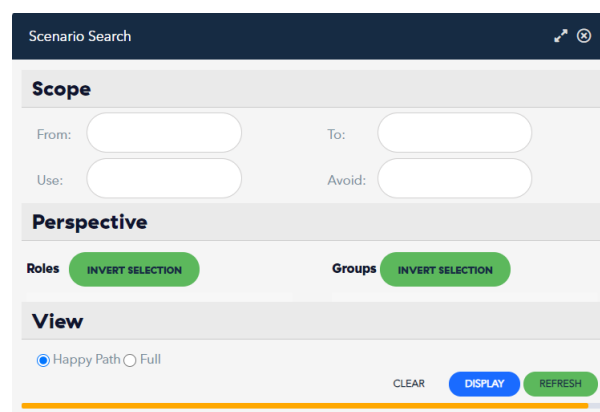 Scenario Search
Scope
From: To:
Use: Avoid:
Perspective
Roles INVERT SELECTION Groups INVERT SELECTION
View
Happy Path Full
CLEAR DISPLAY REFRESH